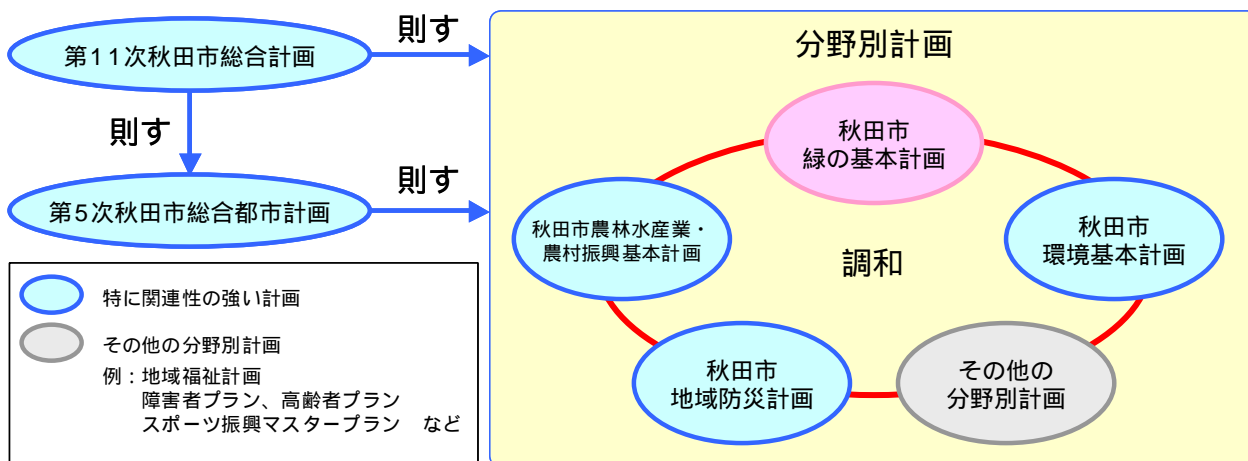 第11次秋田市総合計画
則す
則す
第5次秋田市総合都市計画
則す
特に関連性の強い計画
その他の分野別計画
例：地域福祉計画
障害者プラン、高齢者プラン
スポーツ振興マスタープラン　など
分野別計画
秋田市
緑の基本計画
秋田市農林水産業・
農村振興基本計画
秋田市
環境基本計画
調和
秋田市
地域防災計画
その他の
分野別計画